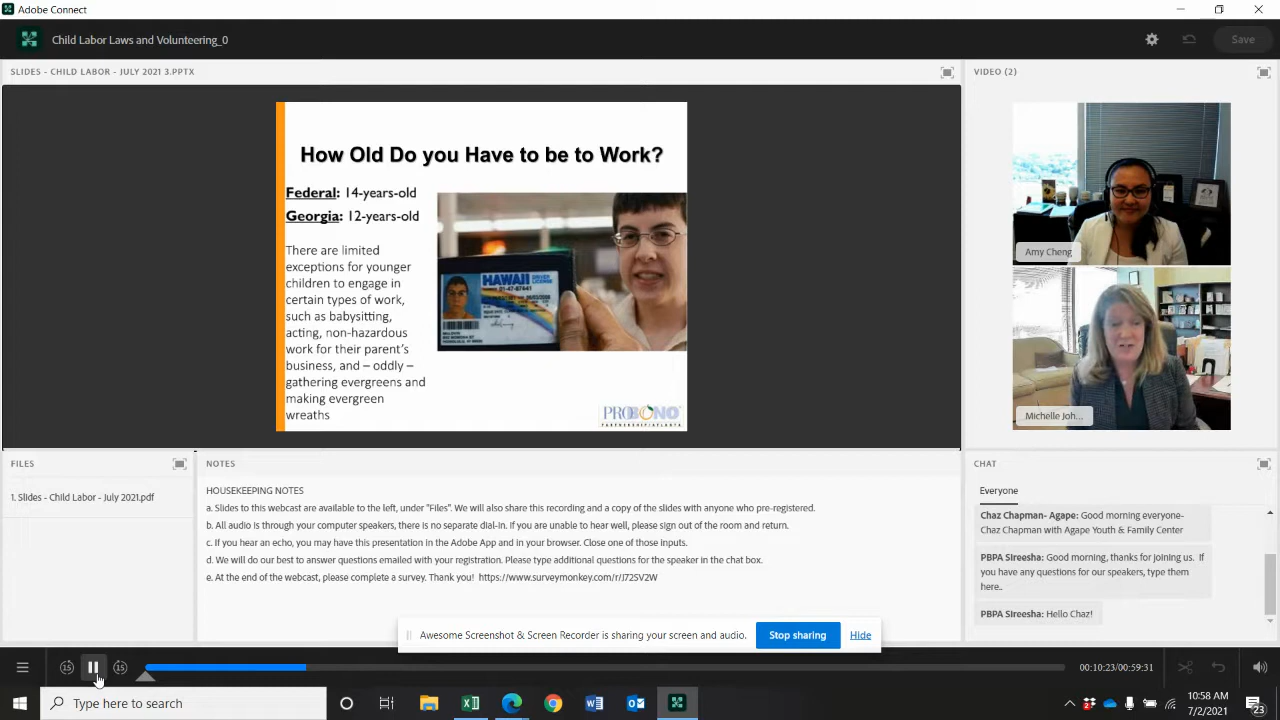 Adobe Connect
Child Labor Laws and Volunteering_0
Save
SLIDES - CHILD LABOR - JULY 2021 3.PPTX
VIDEO (2)
How Old Do you Have to be to Work?
Federal: 14-years-old
Georgia: 12-years-old
There are limited
exceptions for younger
children to engage in
certain types of work,
such as babysitting,
acting, non-hazardous
work for their parent's
business, and – oddly –
gathering evergreens and
making evergreen
wreaths
HAWAII
DRIVER
LICENSE
PROBONO
PARTNERSHIP/ATLANTA
Amy Cheng
Michelle Joh...
FILES
1. Slides - Child Labor - July 2021.pdf
NOTES
HOUSEKEEPING NOTES
a. Slides to this webcast are available to the left, under "Files". We will also share this recording and a copy of the slides with anyone who pre-registered.
b. All audio is through your computer speakers, there is no separate dial-in. If you are unable to hear well, please sign out of the room and return.
c. If you hear an echo, you may have this presentation in the Adobe App and in your browser. Close one of those inputs.
d. We will do our best to answer questions emailed with your registration. Please type additional questions for the speaker in the chat box.
e. At the end of the webcast, please complete a survey. Thank you! https://www.surveymonkey.com/r/J72SV2W
CHAT
Everyone
Chaz Chapman- Agape: Good morning everyone-
Chaz Chapman with Agape Youth & Family Center
PBPA Sireesha: Good morning, thanks for joining us. If
you have any questions for our speakers, type them
here..
PBPA Sireesha: Hello Chaz!
Awesome Screenshot & Screen Recorder is sharing your screen and audio.
Stop sharing
Hide
15
15
00:10:23/00:59:31
Type here to search
10:58 AM
7/2/2021
23